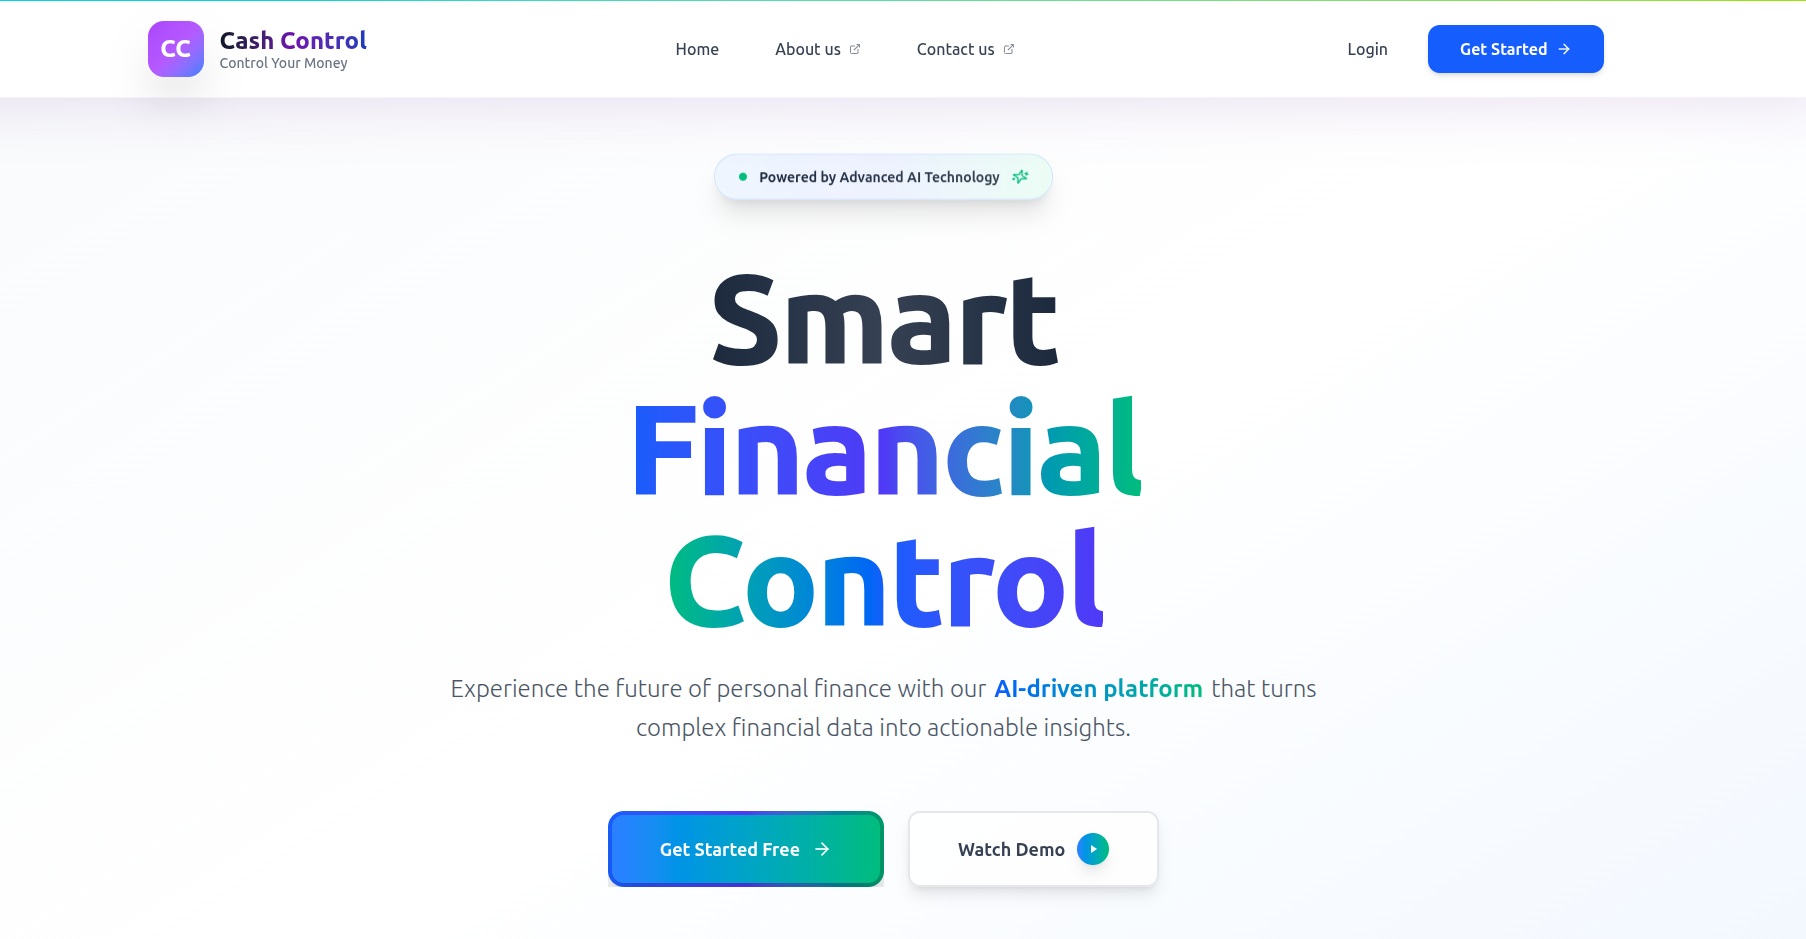 CC
Cash Control
Control Your Money
Home
About us
Contact us
Login
Get Started
Powered by Advanced AI Technology
Smart
Financial
Control
Experience the future of personal finance with our AI-driven platform that turns
complex financial data into actionable insights.
Get Started Free
Watch Demo